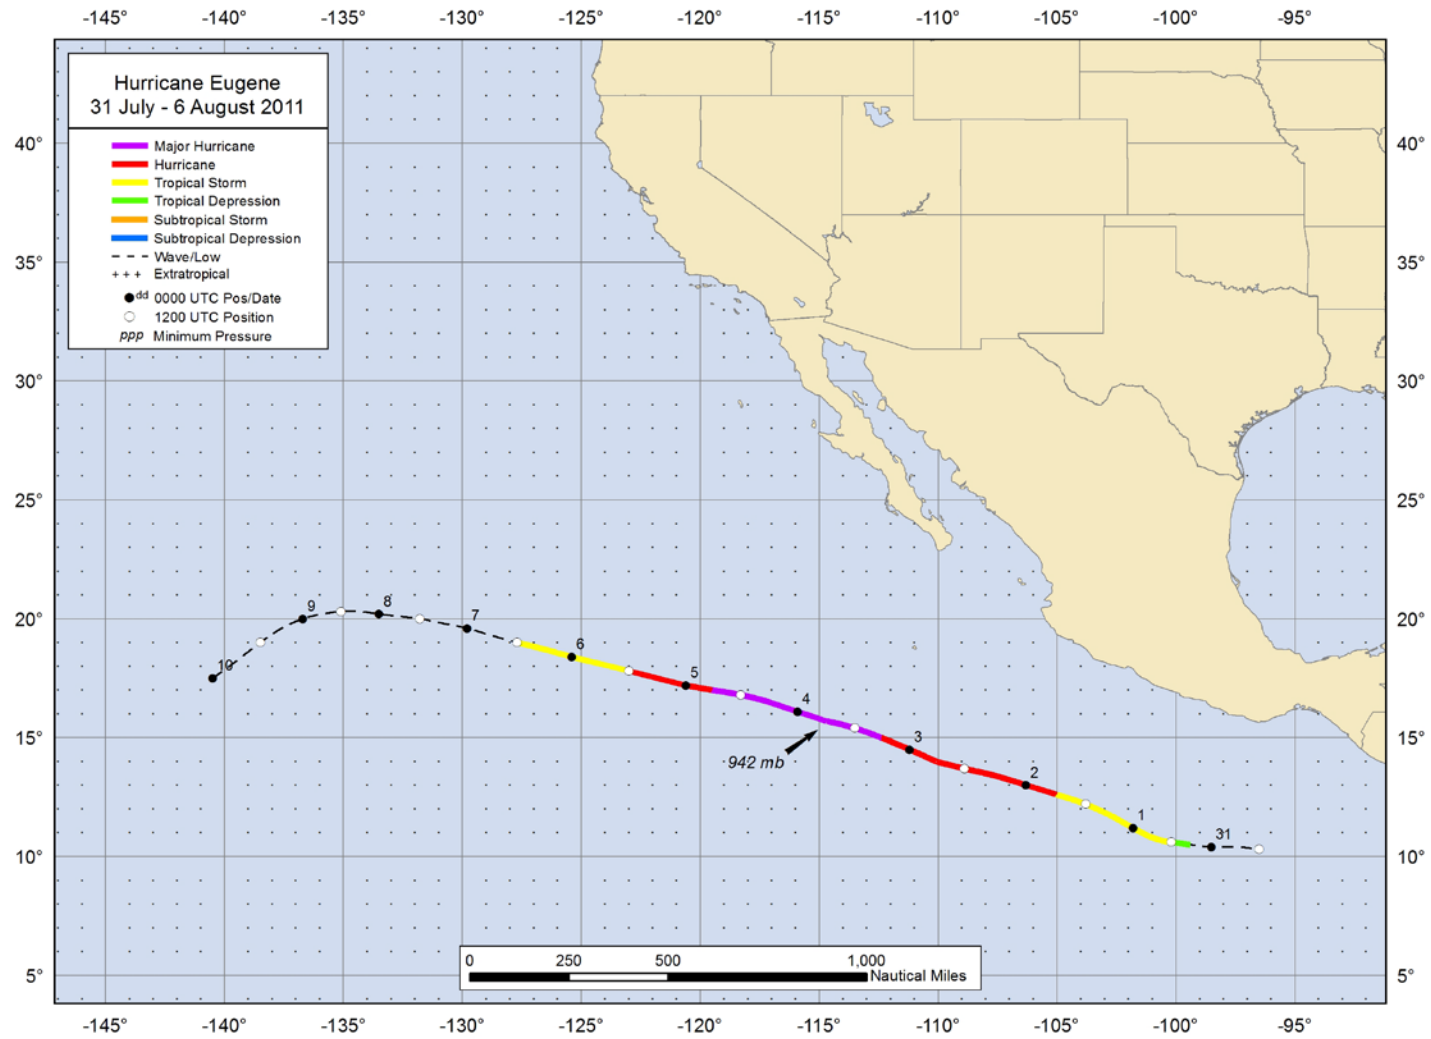 -145° -140° -135° -130° -125° -120° -115° -110° -105° -100° -95°
Hurricane Eugene
31 July - 6 August 2011
Major Hurricane
Hurricane
Tropical Storm
Tropical Depression
Subtropical Storm
Subtropical Depression
Wave/Low
+++ Extratropical
dd 0000 UTC Pos/Date
1200 UTC Position
ppp Minimum Pressure
40° 40°
35° 35°
30° 30°
25° 25°
20° 20°
15° 15°
10° 10°
5° 5°
10
9
8
7
6
5
4
3
2
1
31
942 mb
0 250 500 1,000
Nautical Miles
-145° -140° -135° -130° -125° -120° -115° -110° -105° -100° -95°